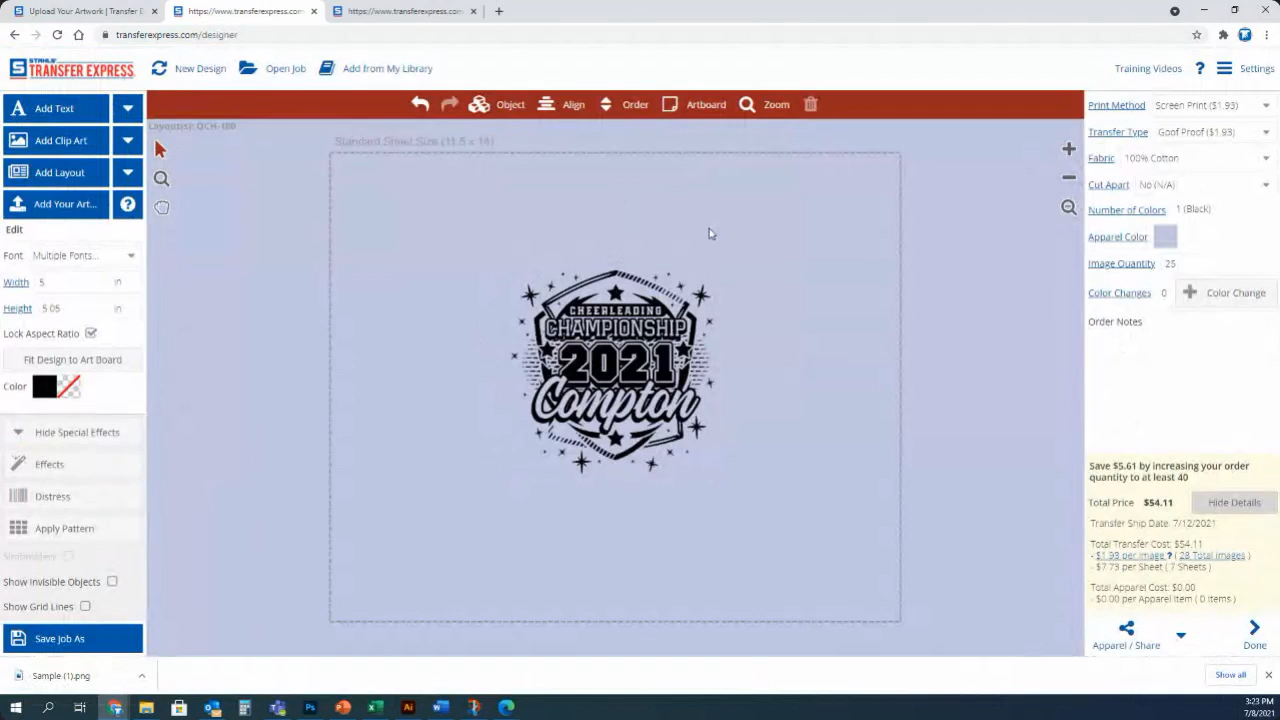 Upload Your Artwork | Transfer E
https://www.transferexpress.com
https://www.transferexpress.com
transferexpress.com/designer
STAHLS' TRANSFER EXPRESS
New Design
Open Job
Add from My Library
Training Videos
Settings
Add Text
Add Clip Art
Add Layout
Add Your Art...
Object
Align
Order
Artboard
Zoom
Layout(s): QCH-180
Standard Sheet Size (11.5 x 14)
Edit
Font Multiple Fonts...
Width 5 in
Height 5.05 in
Lock Aspect Ratio
Fit Design to Art Board
Color
Hide Special Effects
Effects
Distress
Apply Pattern
Embroidery
Show Invisible Objects
Show Grid Lines
Save Job As
CHEERLEADING
CHAMPIONSHIP
2021
Compton
Print Method Screen Print ($1.93)
Transfer Type Goof Proof ($1.93)
Fabric 100% Cotton
Cut Apart No (N/A)
Number of Colors 1 (Black)
Apparel Color
Image Quantity 25
Color Changes 0 Color Change
Order Notes
Save $5.61 by increasing your order
quantity to at least 40
Total Price $54.11 Hide Details
Transfer Ship Date: 7/12/2021
Total Transfer Cost: $54.11
- $1.93 per image ? ( 28 Total images )
- $7.73 per Sheet ( 7 Sheets )
Total Apparel Cost: $0.00
- $0.00 per Apparel Item ( 0 Items )
Apparel / Share
Done
Sample (1).png
Show all
3:23 PM
7/8/2021